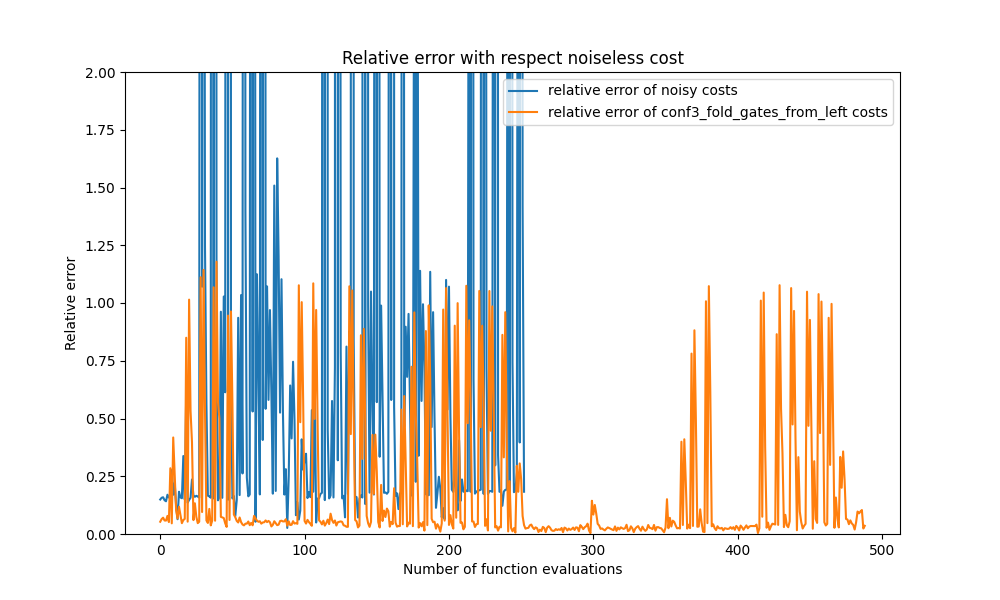 Relative error with respect noiseless cost
relative error of noisy costs
relative error of conf3_fold_gates_from_left costs
Relative error
2.00
1.75
1.50
1.25
1.00
0.75
0.50
0.25
0.00
0 100 200 300 400 500
Number of function evaluations